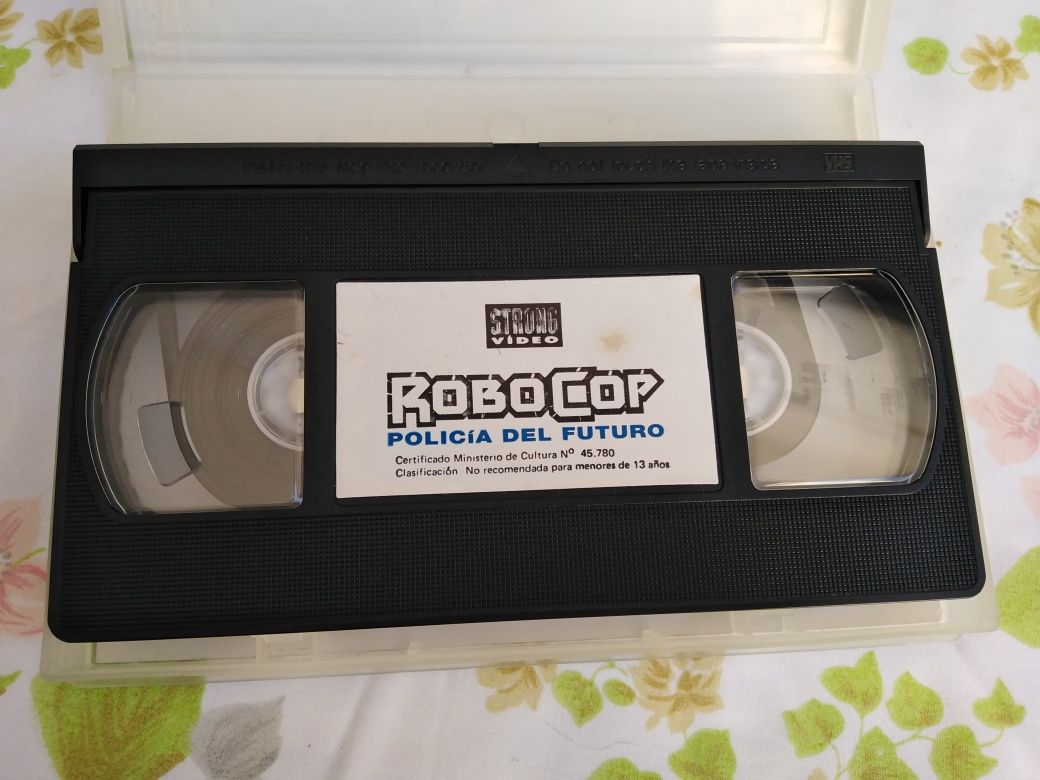 Insert this side into recorder △ Do not touch the tape inside VHS
STRONG
VÍDEO
ROBOCOP
POLICÍA DEL FUTURO
Certificado Ministerio de Cultura Nº 45.780
Clasificación No recomendada para menores de 13 años